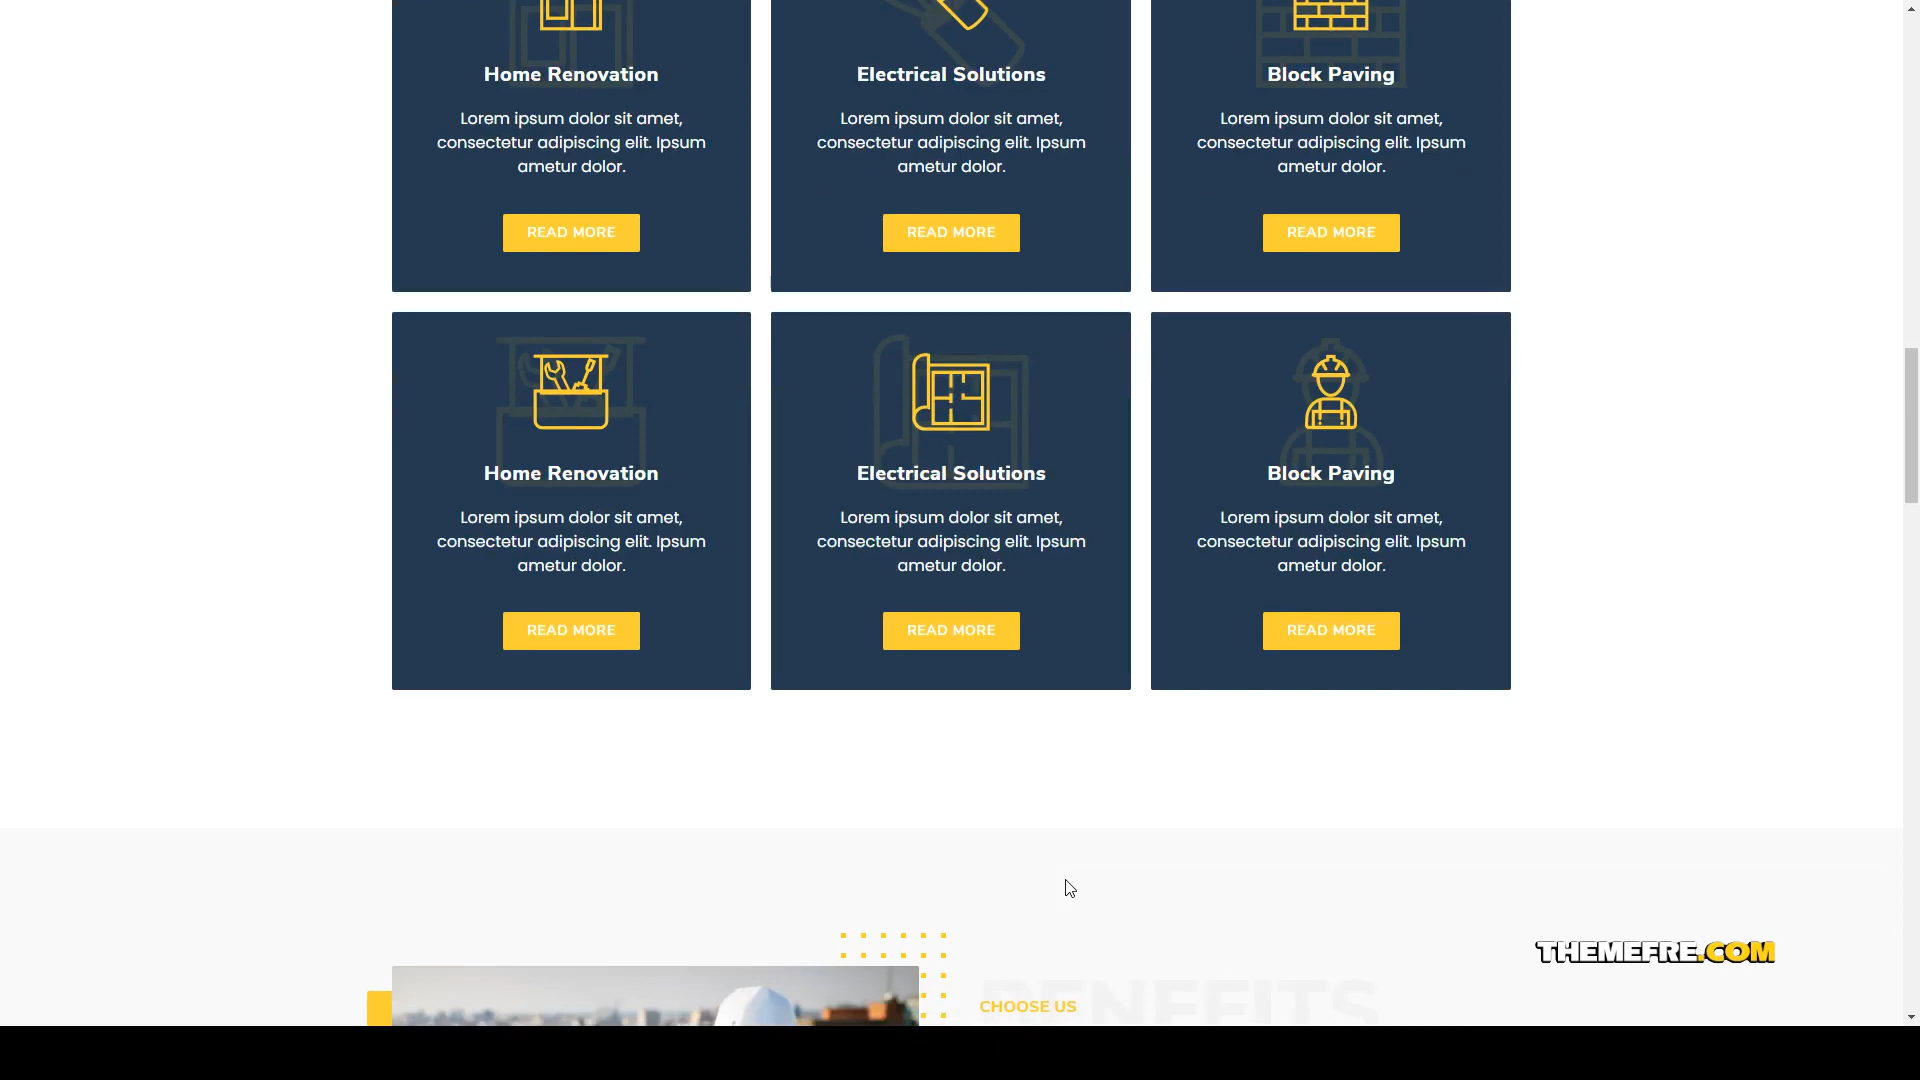 Home Renovation
Electrical Solutions
Block Paving
Lorem ipsum dolor sit amet,
consectetur adipiscing elit. Ipsum
ametur dolor.
Lorem ipsum dolor sit amet,
consectetur adipiscing elit. Ipsum
ametur dolor.
Lorem ipsum dolor sit amet,
consectetur adipiscing elit. Ipsum
ametur dolor.
READ MORE
READ MORE
READ MORE
Home Renovation
Electrical Solutions
Block Paving
Lorem ipsum dolor sit amet,
consectetur adipiscing elit. Ipsum
ametur dolor.
Lorem ipsum dolor sit amet,
consectetur adipiscing elit. Ipsum
ametur dolor.
Lorem ipsum dolor sit amet,
consectetur adipiscing elit. Ipsum
ametur dolor.
READ MORE
READ MORE
READ MORE
THEMEFRE.COM
BENEFITS
CHOOSE US